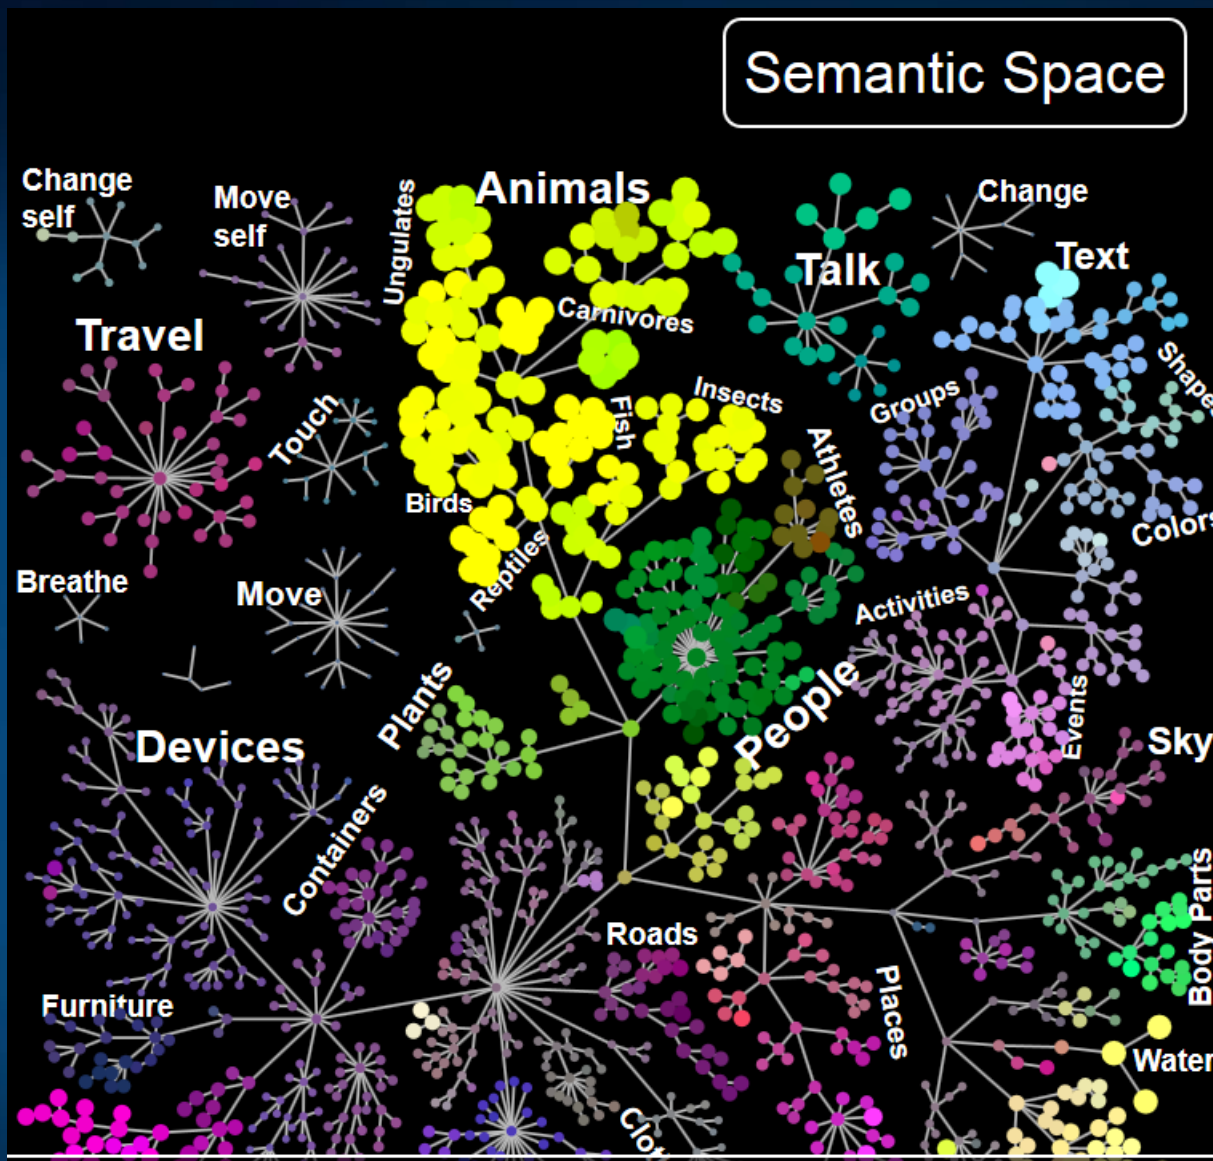 Semantic Space
Change
self
Move
self
Ungulates
Animals
Change
Talk
Text
Carnivores
Travel
Shape
Touch
Fish
Insects
Groups
Athletes
Birds
Colors
Reptiles
Breathe
Move
Activities
Plants
People
Events
Devices
Sky
Containers
Body Parts
Roads
Places
Furniture
Water
Clot